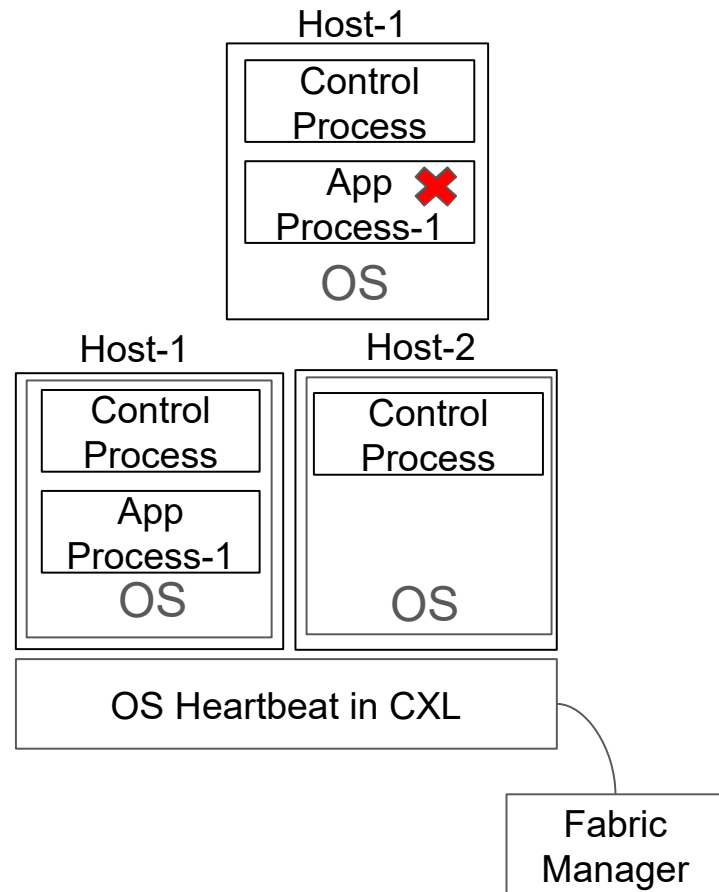 Host-1
Control
Process
App
Process-1
OS
Host-1
Control
Process
App
Process-1
OS
Host-2
Control
Process
OS
OS Heartbeat in CXL
Fabric
Manager